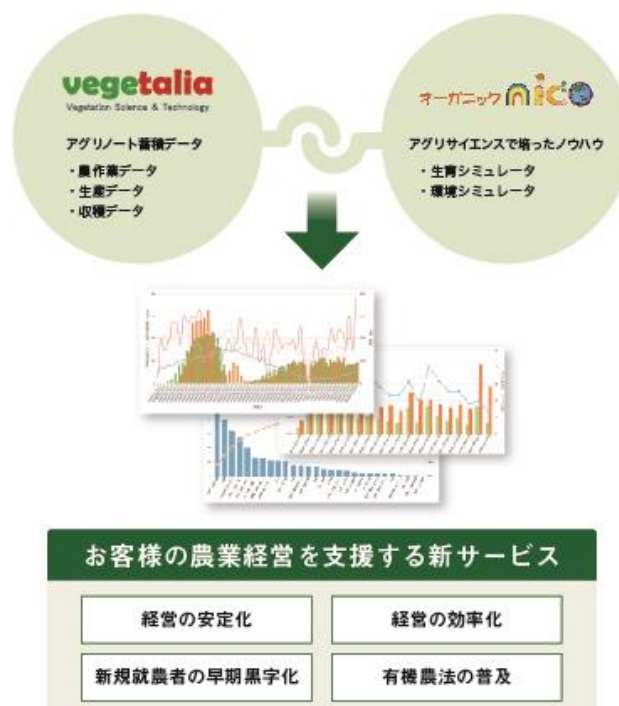 vegetalia
Vegetation Science & Technology
アグリノート蓄積データ
・農作業データ
・生産データ
・収穫データ
オーガニック nico
アグリサイエンスで培ったノウハウ
・生育シミュレータ
・環境シミュレータ
お客様の農業経営を支援する新サービス
経営の安定化
経営の効率化
新規就農者の早期黒字化
有機農法の普及